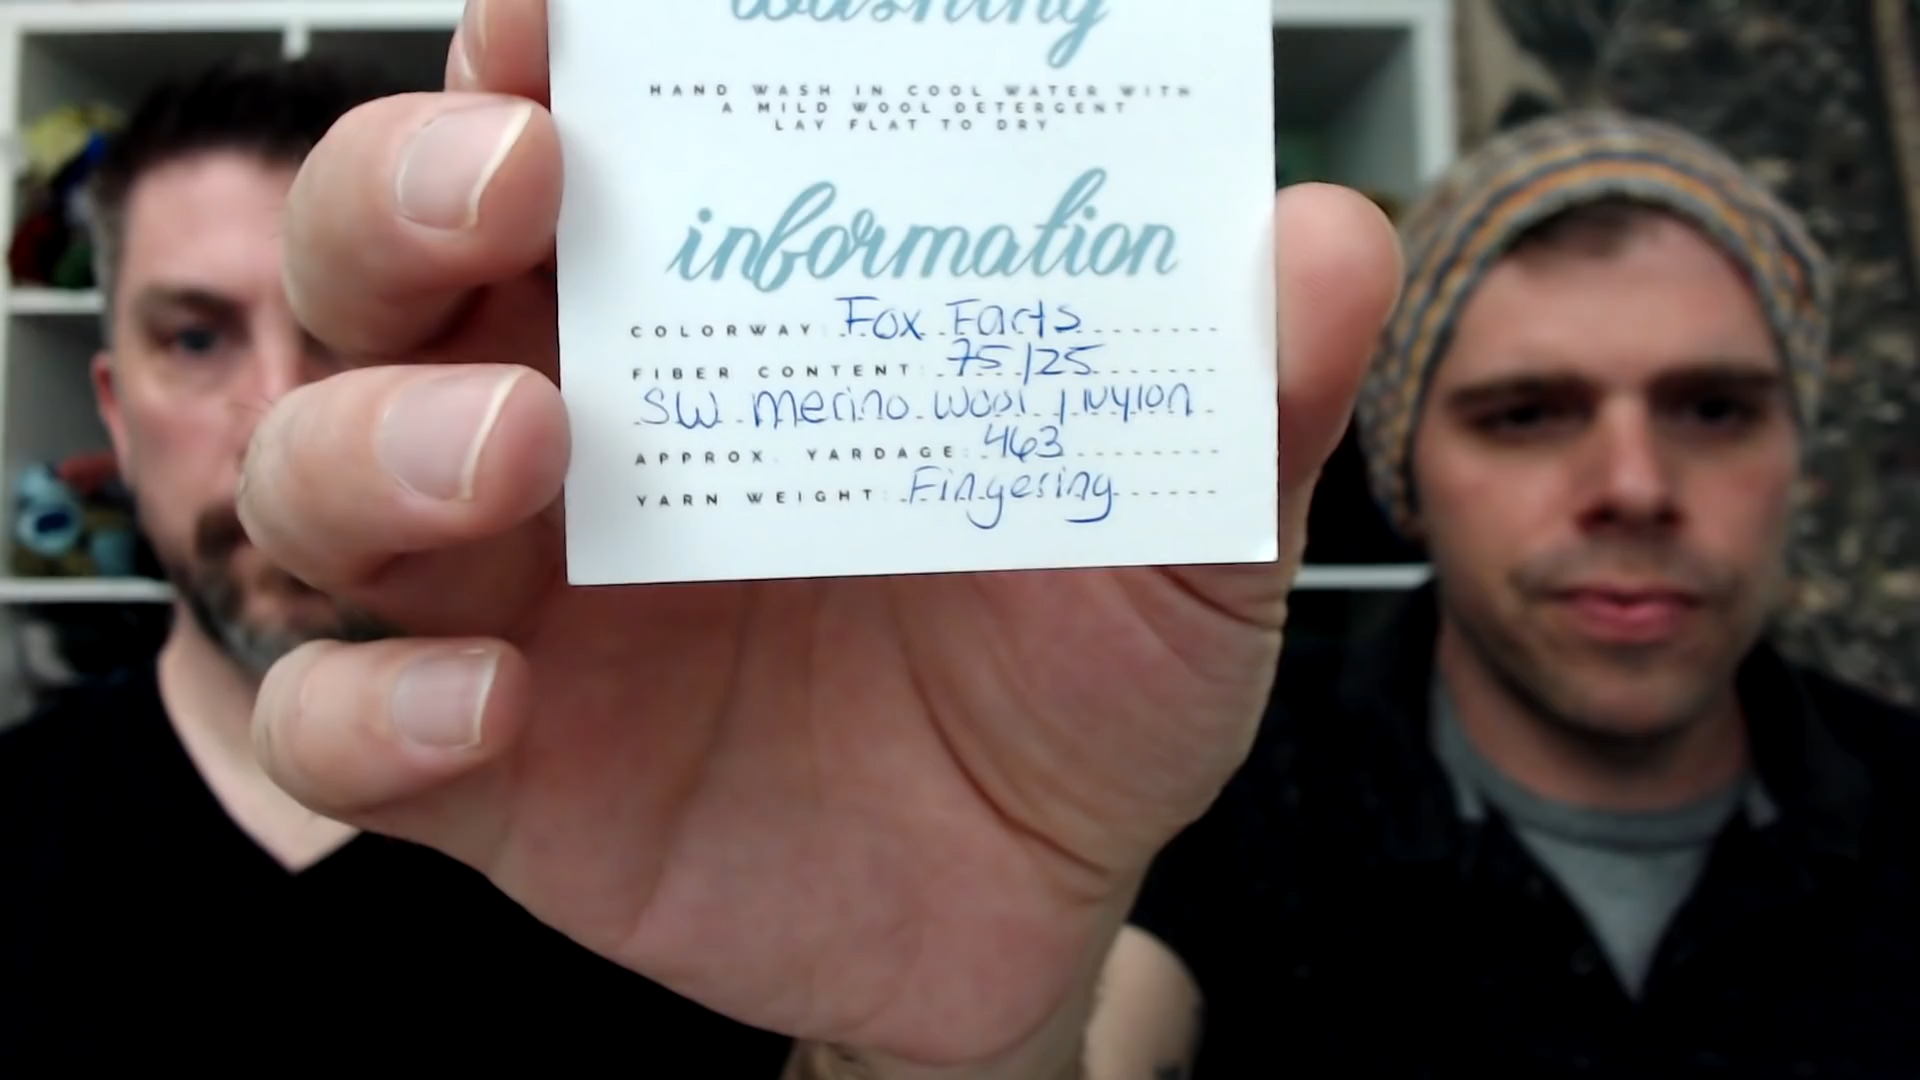 washing
HAND WASH IN COOL WATER WITH
A MILD WOOL DETERGENT
LAY FLAT TO DRY
information
COLORWAY: Fox Facts
FIBER CONTENT: 75/25
SW Merino Wool / Nylon
APPROX. YARDAGE: 463
YARN WEIGHT: Fingering